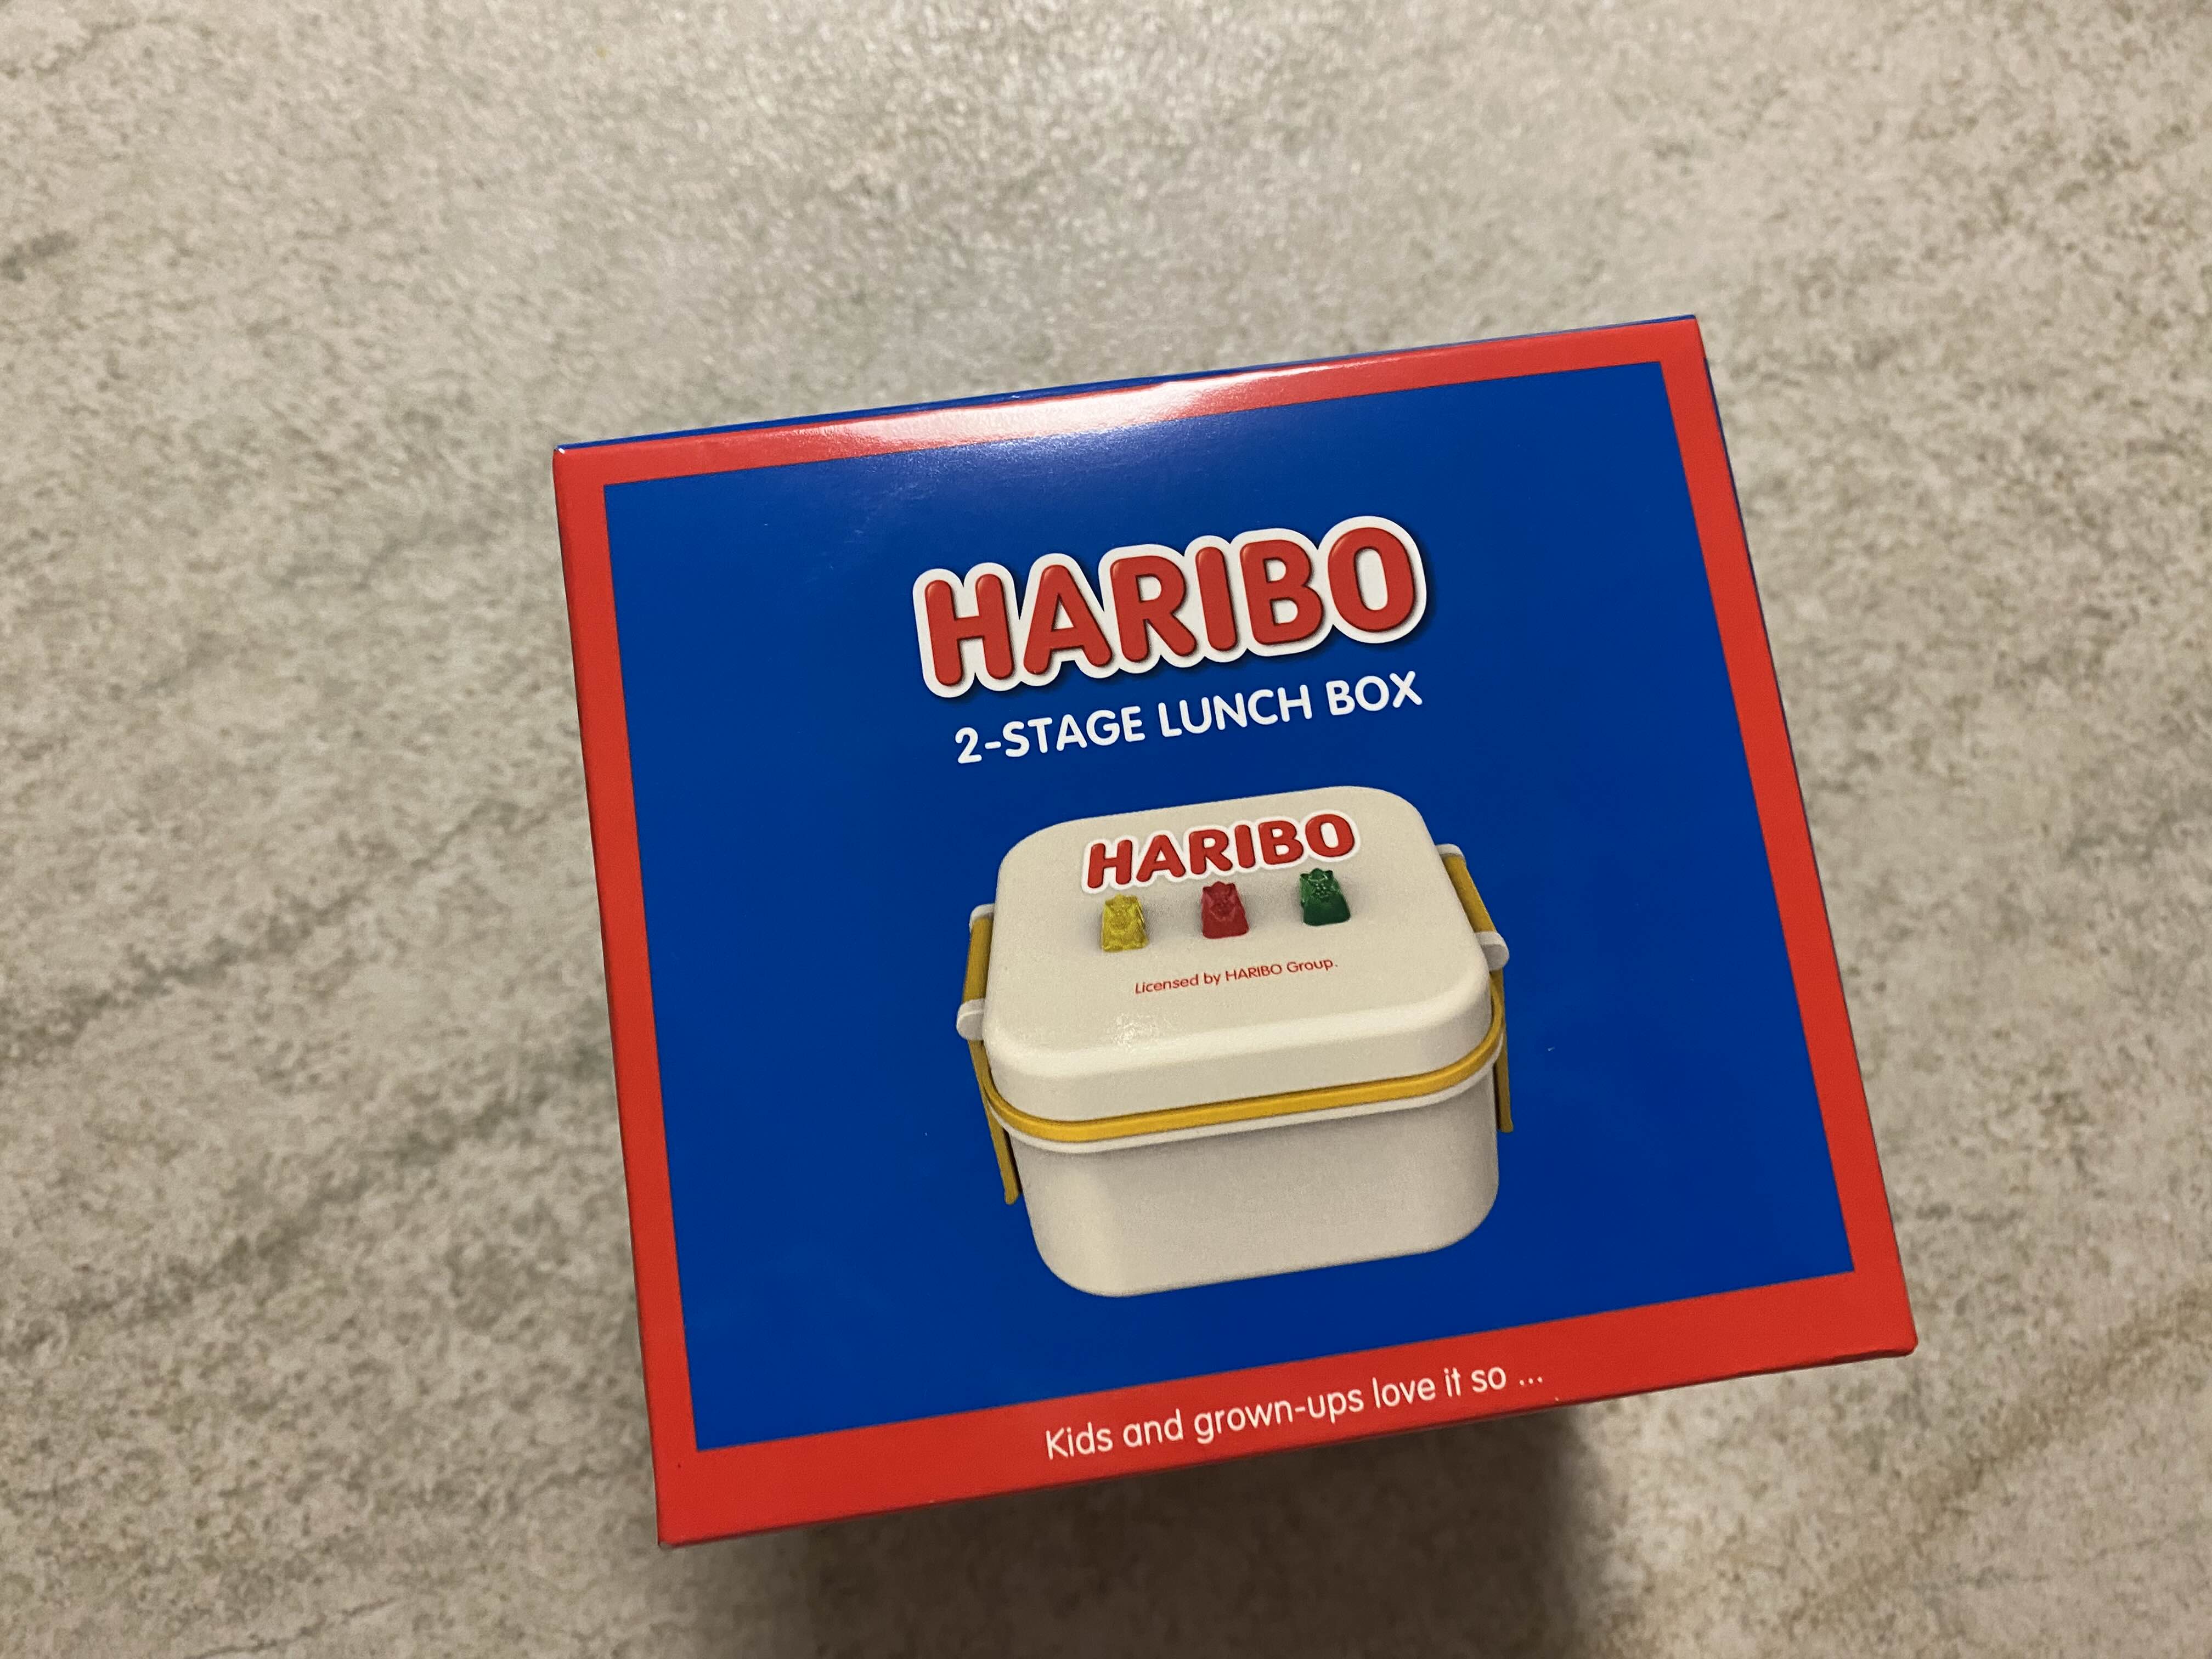 HARIBO
2-STAGE LUNCH BOX
HARIBO
Licensed by HARIBO Group.
Kids and grown-ups love it so ...